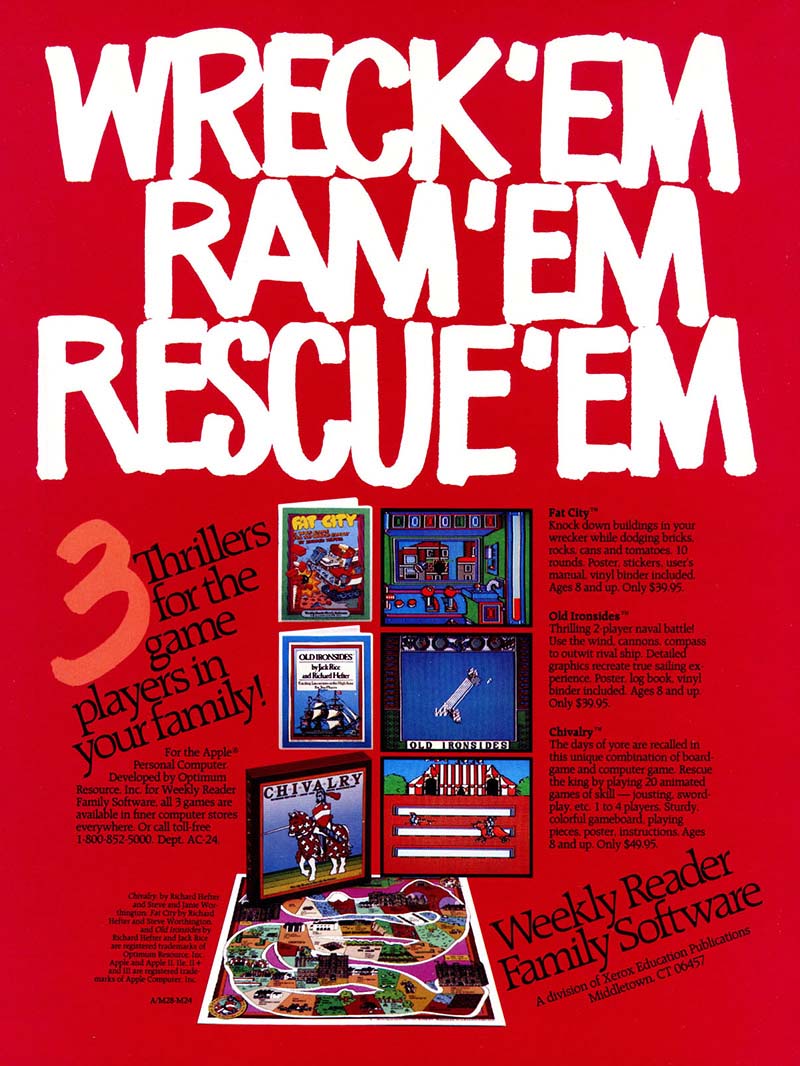 WRECK'EM
RAM'EM
RESCUE'EM
3
Thrillers
for the
game
players in
your family!
For the Apple®
Personal Computer.
Developed by Optimum
Resource, Inc. for Weekly Reader
Family Software, all 3 games are
available in finer computer stores
everywhere. Or call toll-free
1-800-852-5000. Dept. AC-24.
Chivalry, by Richard Hefter
and Steve and Janie Wor-
thington, Fat City by Richard
Hefter and Steve Worthington,
and Old Ironsides by
Richard Hefter and Jack Rice
are registered trademarks of
Optimum Resource, Inc.
Apple and Apple II, IIe, II+
and III are registered trade-
marks of Apple Computer, Inc.
A/M28-M24
FAT CITY
OLD IRONSIDES
by Jack Rice
and Richard Hefter
CHIVALRY
OLD IRONSIDES
Fat City™
Knock down buildings in your
wrecker while dodging bricks,
rocks, cans and tomatoes. 10
rounds. Poster, stickers, user's
manual, vinyl binder included.
Ages 8 and up. Only $39.95.
Old Ironsides™
Thrilling 2-player naval battle!
Use the wind, cannons, compass
to outwit rival ship. Detailed
graphics recreate true sailing ex-
perience. Poster, log book, vinyl
binder included. Ages 8 and up.
Only $39.95.
Chivalry™
The days of yore are recalled in
this unique combination of board-
game and computer game. Rescue
the king by playing 20 animated
games of skill — jousting, sword-
play, etc. 1 to 4 players. Sturdy,
colorful gameboard, playing
pieces, poster, instructions. Ages
8 and up. Only $49.95.
Weekly Reader
Family Software
A division of Xerox Education Publications
Middletown, CT 06457